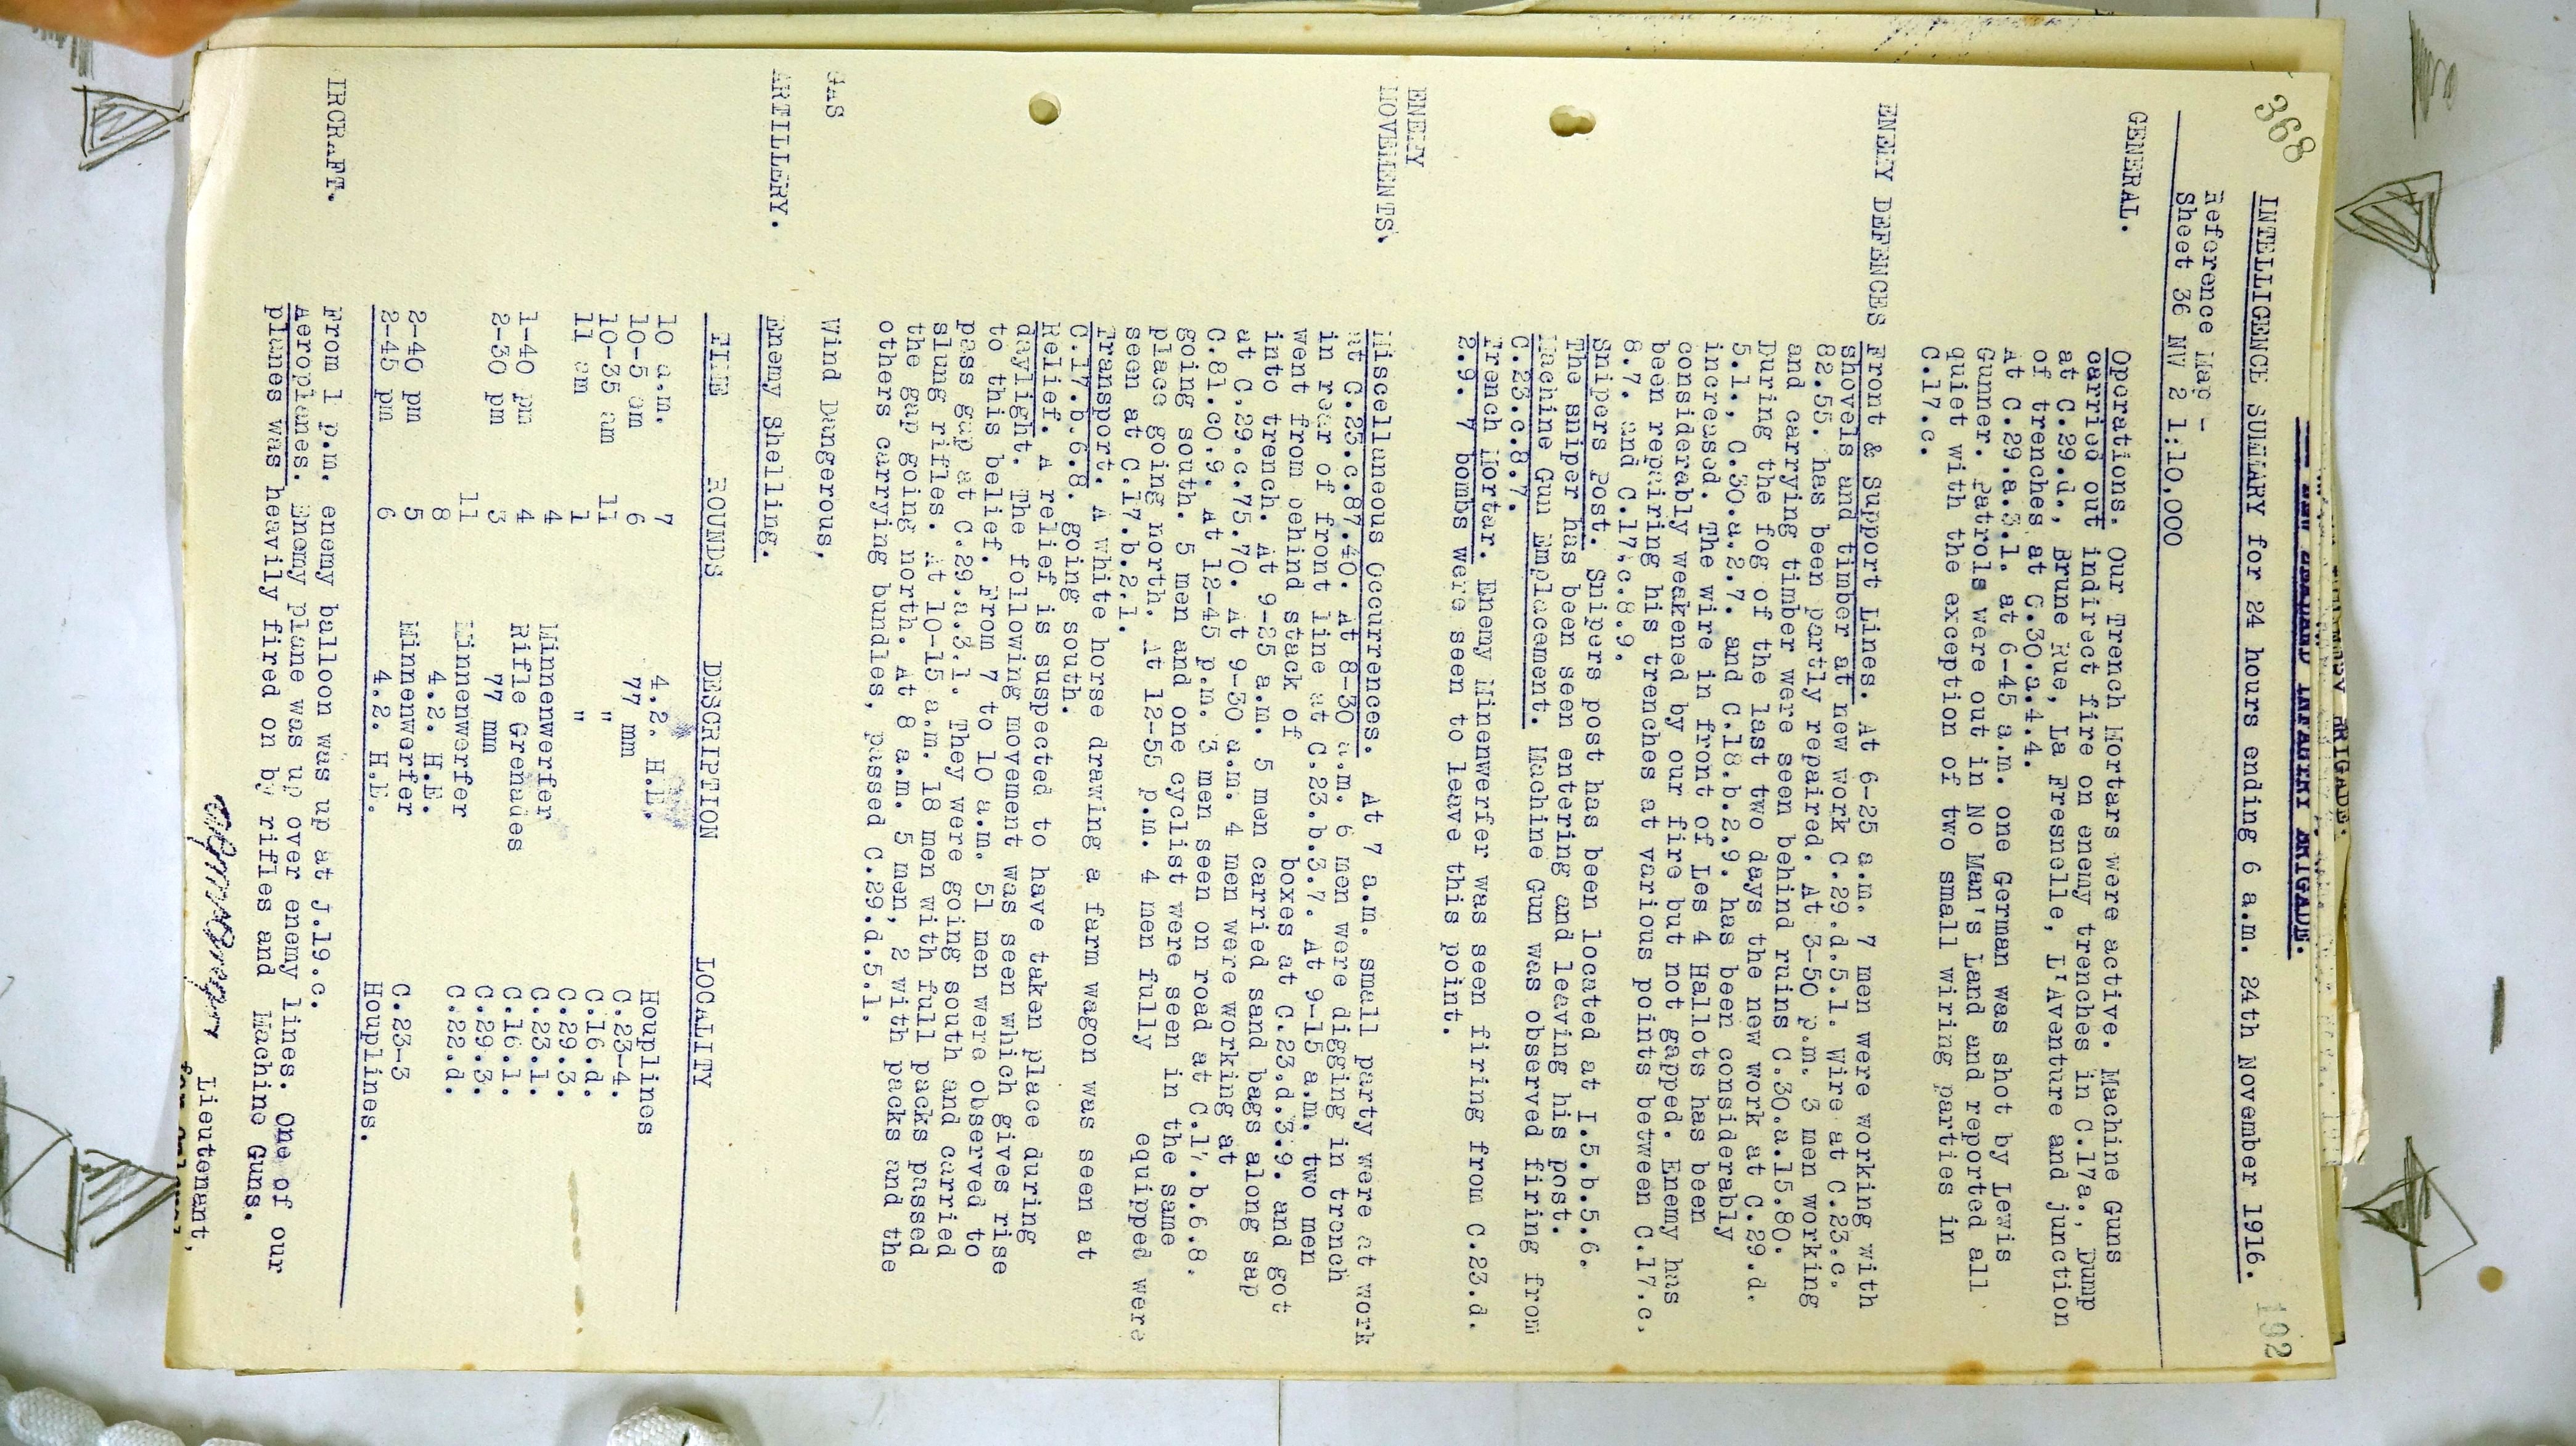 368
192
INFANTRY BRIGADE.
INTELLIGENCE SUMMARY for 24 hours ending 6 a.m. 24th November 1916.
Reference Map -
Sheet 36 NW 2 1:10,000
GENERAL. Operations. Our Trench Mortars were active. Machine Guns
carried out indirect fire on enemy trenches in C.17a., Dump
at C.29.d., Brune Rue, La Fresnelle, L'Aventure and junction
of trenches at C.30.a.4.4.
At C.29.a.3.1. at 6-45 a.m. one German was shot by Lewis
Gunner. Patrols were out in No Man's Land and reported all
quiet with the exception of two small wiring parties in
C.17.c.
ENEMY DEFENCES Front & Support Lines. At 6-25 a.m. 7 men were working with
shovels and timber at new work C.29.d.5.1. Wire at C.23.c.
82.55. has been partly repaired. At 3-50 p.m. 3 men working
and carrying timber were seen behind ruins C.30.a.15.80.
During the fog of the last two days the new work at C.29.d.
5.1., C.30.a.2.7. and C.18.b.2.9. has been considerably
increased. The wire in front of Les 4 Hallots has been
considerably weakened by our fire but not gapped. Enemy has
been repairing his trenches at various points between C.17.c.
8.7. and C.17.c.8.9.
Snipers Post. Snipers post has been located at I.5.b.5.6.
The sniper has been seen entering and leaving his post.
Machine Gun Emplacement. Machine Gun was observed firing from
C.23.c.8.7.
Trench Mortar. Enemy Minenwerfer was seen firing from C.23.d.
2.9. 7 bombs were seen to leave this point.
ENEMY
MOVEMENTS. Miscellaneous Occurrences. At 7 a.m. small party were at work
at C.23.c.87.40. At 8-30 a.m. 6 men were digging in trench
in rear of front line at C.23.b.3.7. At 9-15 a.m. two men
went from behind stack of boxes at C.23.d.3.9. and got
into trench. At 9-25 a.m. 5 men carried sand bags along sap
at C.29.c.75.70. At 9-30 a.m. 4 men were working at
C.81.c0.9. At 12-45 p.m. 3 men seen on road at C.17.b.6.8.
going south. 5 men and one cyclist were seen in the same
place going north. At 12-55 p.m. 4 men fully equipped were
seen at C.17.b.2.1.
Transport. A white horse drawing a farm wagon was seen at
C.17.b.6.8. going south.
Relief. A relief is suspected to have taken place during
daylight. The following movement was seen which gives rise
to this belief. From 7 to 10 a.m. 51 men were observed to
pass gap at C.29.a.3.1. They were going south and carried
slung rifles. At 10-15 a.m. 18 men with full packs passed
the gap going north. At 8 a.m. 5 men, 2 with packs and the
others carrying bundles, passed C.29.d.5.1.
GAS Wind Dangerous,
ARTILLERY. Enemy Shelling.
TIME ROUNDS DESCRIPTION LOCALITY
10 a.m. 7 4.2. H.E. Houplines
10-5 am 6 77 mm C.23-4.
10-35 am 11 " C.16.d.
11 am 1 " C.29.3.
4 Minnenwerfer C.23.1.
1-40 pm 4 Rifle Grenades C.16.1.
2-30 pm 3 77 mm C.29.3.
11 Minnenwerfer C.22.d.
8 4.2. H.E.
2-40 pm 5 Minnenwerfer C.23-3
2-45 pm 6 4.2. H.E. Houplines.
IRCRAFT. From 1 p.m. enemy balloon was up at J.19.c.
Aeroplanes. Enemy plane was up over enemy lines. One of our
planes was heavily fired on by rifles and Machine Guns.
Lieutenant,